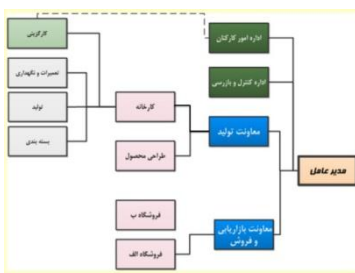 کارگزینی
اداره امور کارکنان
تعمیرات و نگهداری
اداره کنترل و بازرسی
تولید
کارخانه
معاونت تولید
بسته بندی
طراحی محصول
مدیر عامل
فروشگاه ب
معاونت بازاریابی
و فروش
فروشگاه الف